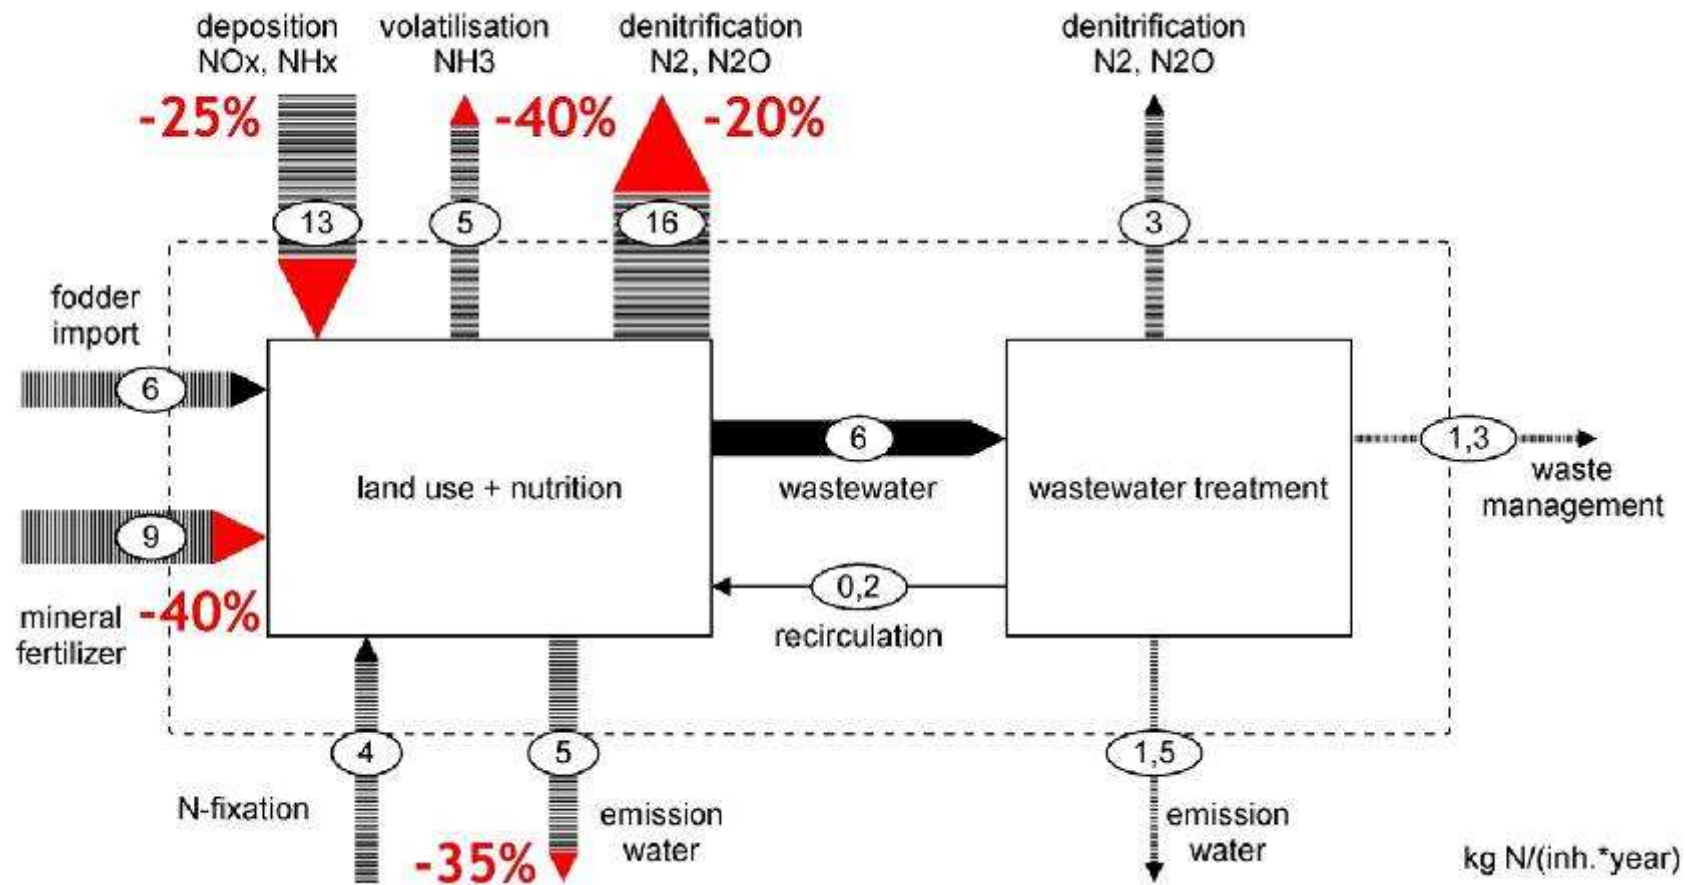 deposition
NOx, NHx
volatilisation
NH3
denitrification
N2, N2O
denitrification
N2, N2O
-25%
-40%
-20%
13
5
16
3
fodder
import
6
6
wastewater
1,3
waste
management
land use + nutrition
wastewater treatment
9
mineral
fertilizer
-40%
0,2
recirculation
4
N-fixation
5
emission
water
-35%
1,5
emission
water
kg N/(inh.*year)